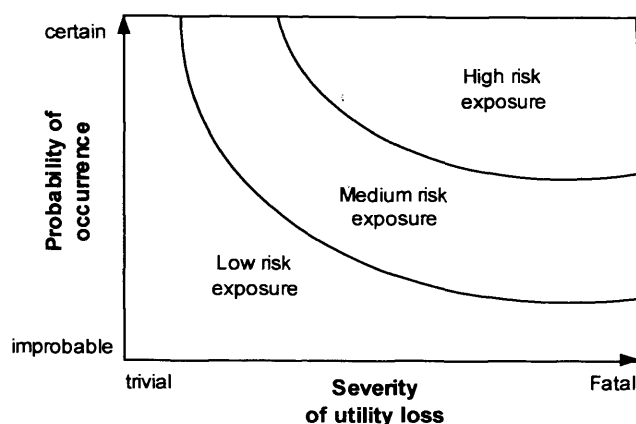 certain
High risk
exposure
Probability of
occurrence
Medium risk
exposure
Low risk
exposure
improbable
trivial
Severity
of utility loss
Fatal